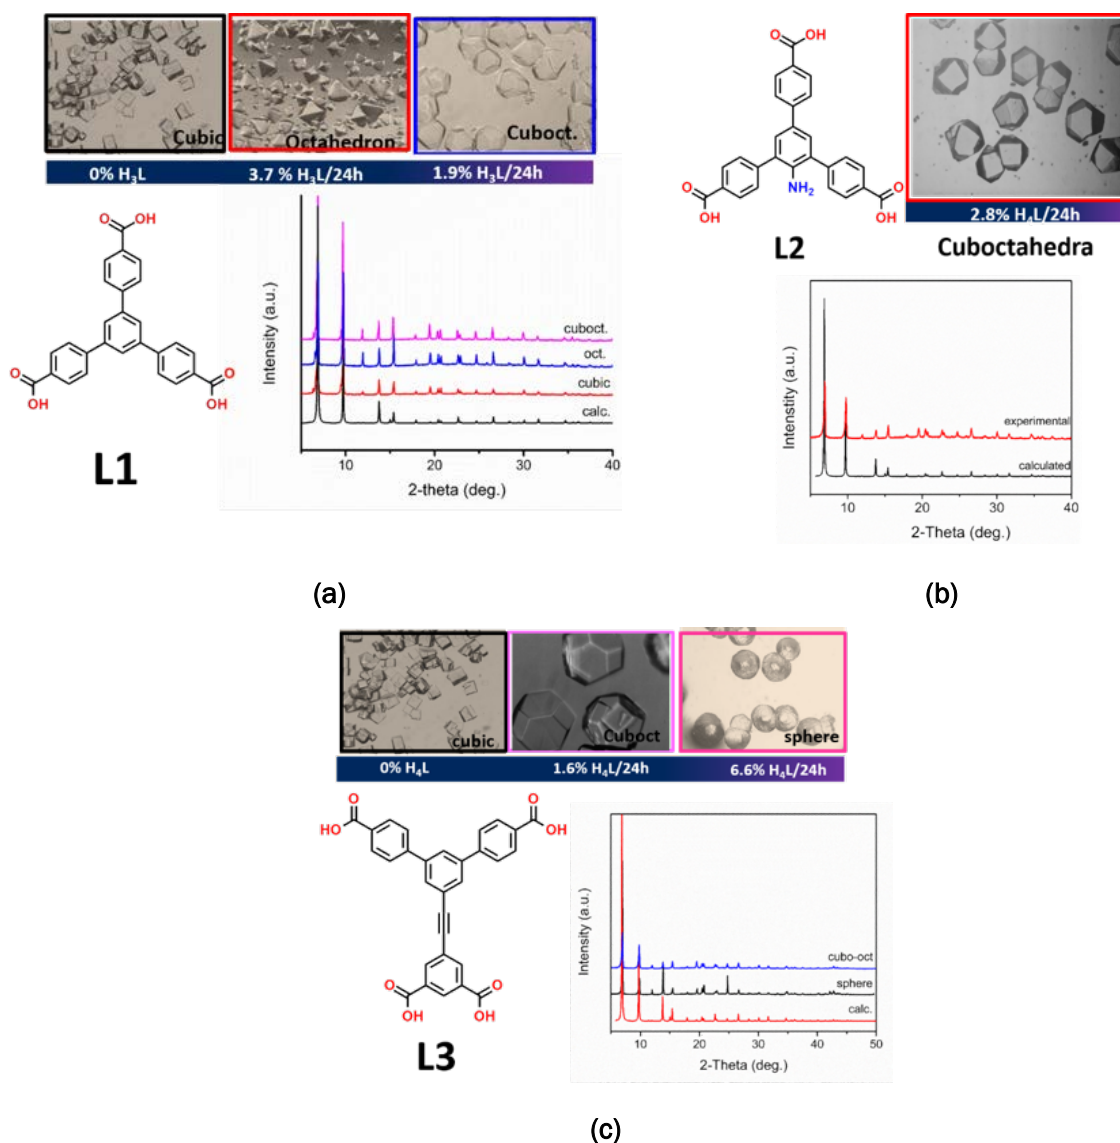 Cubic
Octahedron
Cuboct.
0% H₃L
3.7 % H₃L/24h
1.9% H₃L/24h
O
OH
O
OH
O
OH
L1
Intensity (a.u.)
cuboct.
oct.
cubic
calc.
10
20
30
40
2-theta (deg.)
(a)
O
OH
NH₂
O
OH
O
OH
L2
2.8% H₄L/24h
Cuboctahedra
Intenstity (a.u.)
experimental
calculated
10
20
30
40
2-Theta (deg.)
(b)
cubic
Cuboct
sphere
0% H₄L
1.6% H₄L/24h
6.6% H₄L/24h
O
HO
O
OH
O
OH
O
OH
L3
Intensity (a.u.)
cubo-oct
sphere
calc.
10
20
30
40
50
2-Theta (deg.)
(c)